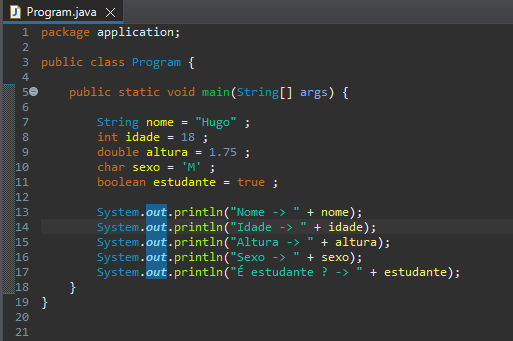 Program.java
1 package application;
2
3 public class Program {
4
5 public static void main(String[] args) {
6
7 String nome = "Hugo" ;
8 int idade = 18 ;
9 double altura = 1.75 ;
10 char sexo = 'M' ;
11 boolean estudante = true ;
12
13 System.out.println("Nome -> " + nome);
14 System.out.println("Idade -> " + idade);
15 System.out.println("Altura -> " + altura);
16 System.out.println("Sexo -> " + sexo);
17 System.out.println("É estudante ? -> " + estudante);
18 }
19 }
20
21